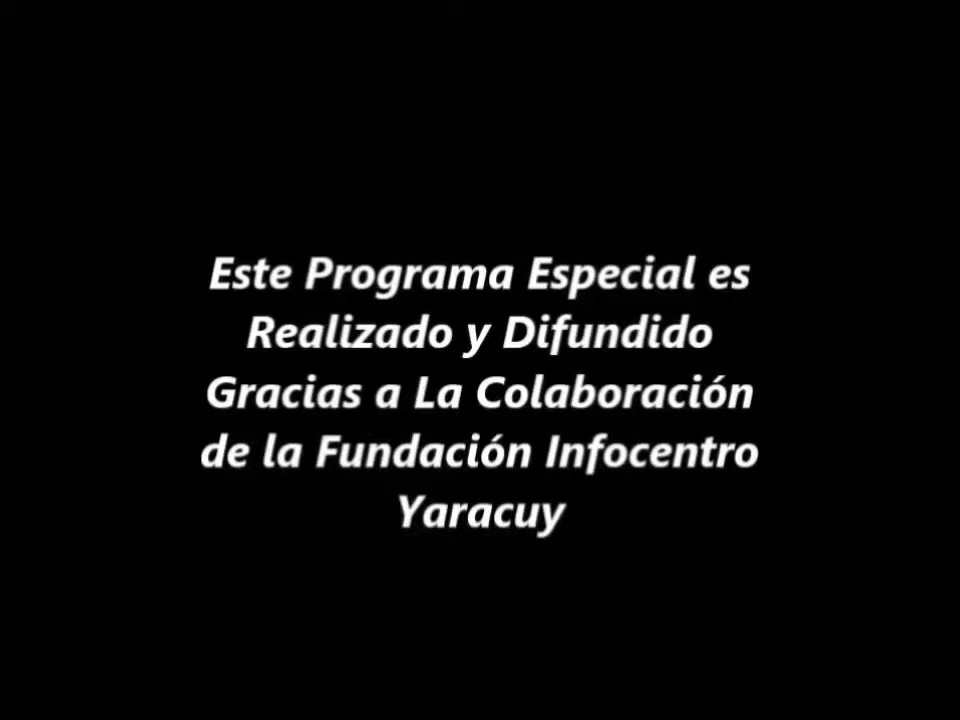 Este Programa Especial es
Realizado y Difundido
Gracias a La Colaboración
de la Fundación Infocentro
Yaracuy